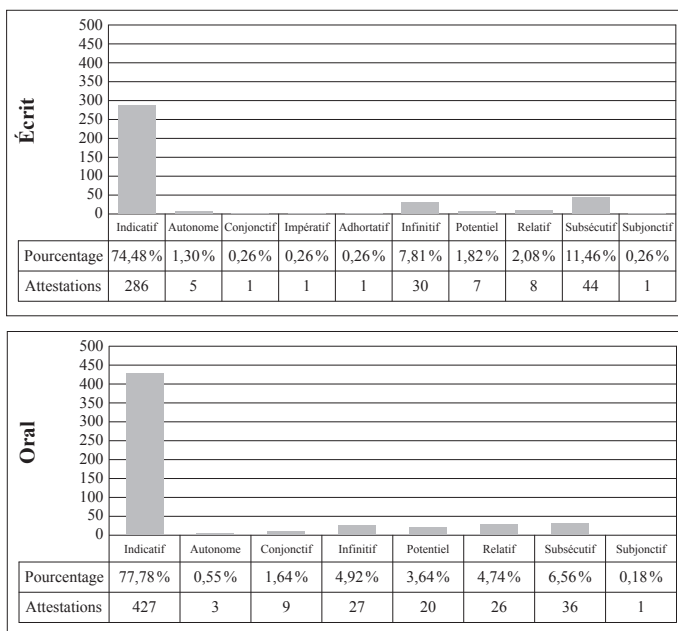 Écrit
500
450
400
350
300
250
200
150
100
50
0
Indicatif Autonome Conjonctif Impératif Adhortatif Infinitif Potentiel Relatif Subsécutif Subjonctif
Pourcentage 74,48% 1,30% 0,26% 0,26% 0,26% 7,81% 1,82% 2,08% 11,46% 0,26%
Attestations 286 5 1 1 1 30 7 8 44 1
Oral
500
450
400
350
300
250
200
150
100
50
0
Indicatif Autonome Conjonctif Infinitif Potentiel Relatif Subsécutif Subjonctif
Pourcentage 77,78% 0,55% 1,64% 4,92% 3,64% 4,74% 6,56% 0,18%
Attestations 427 3 9 27 20 26 36 1